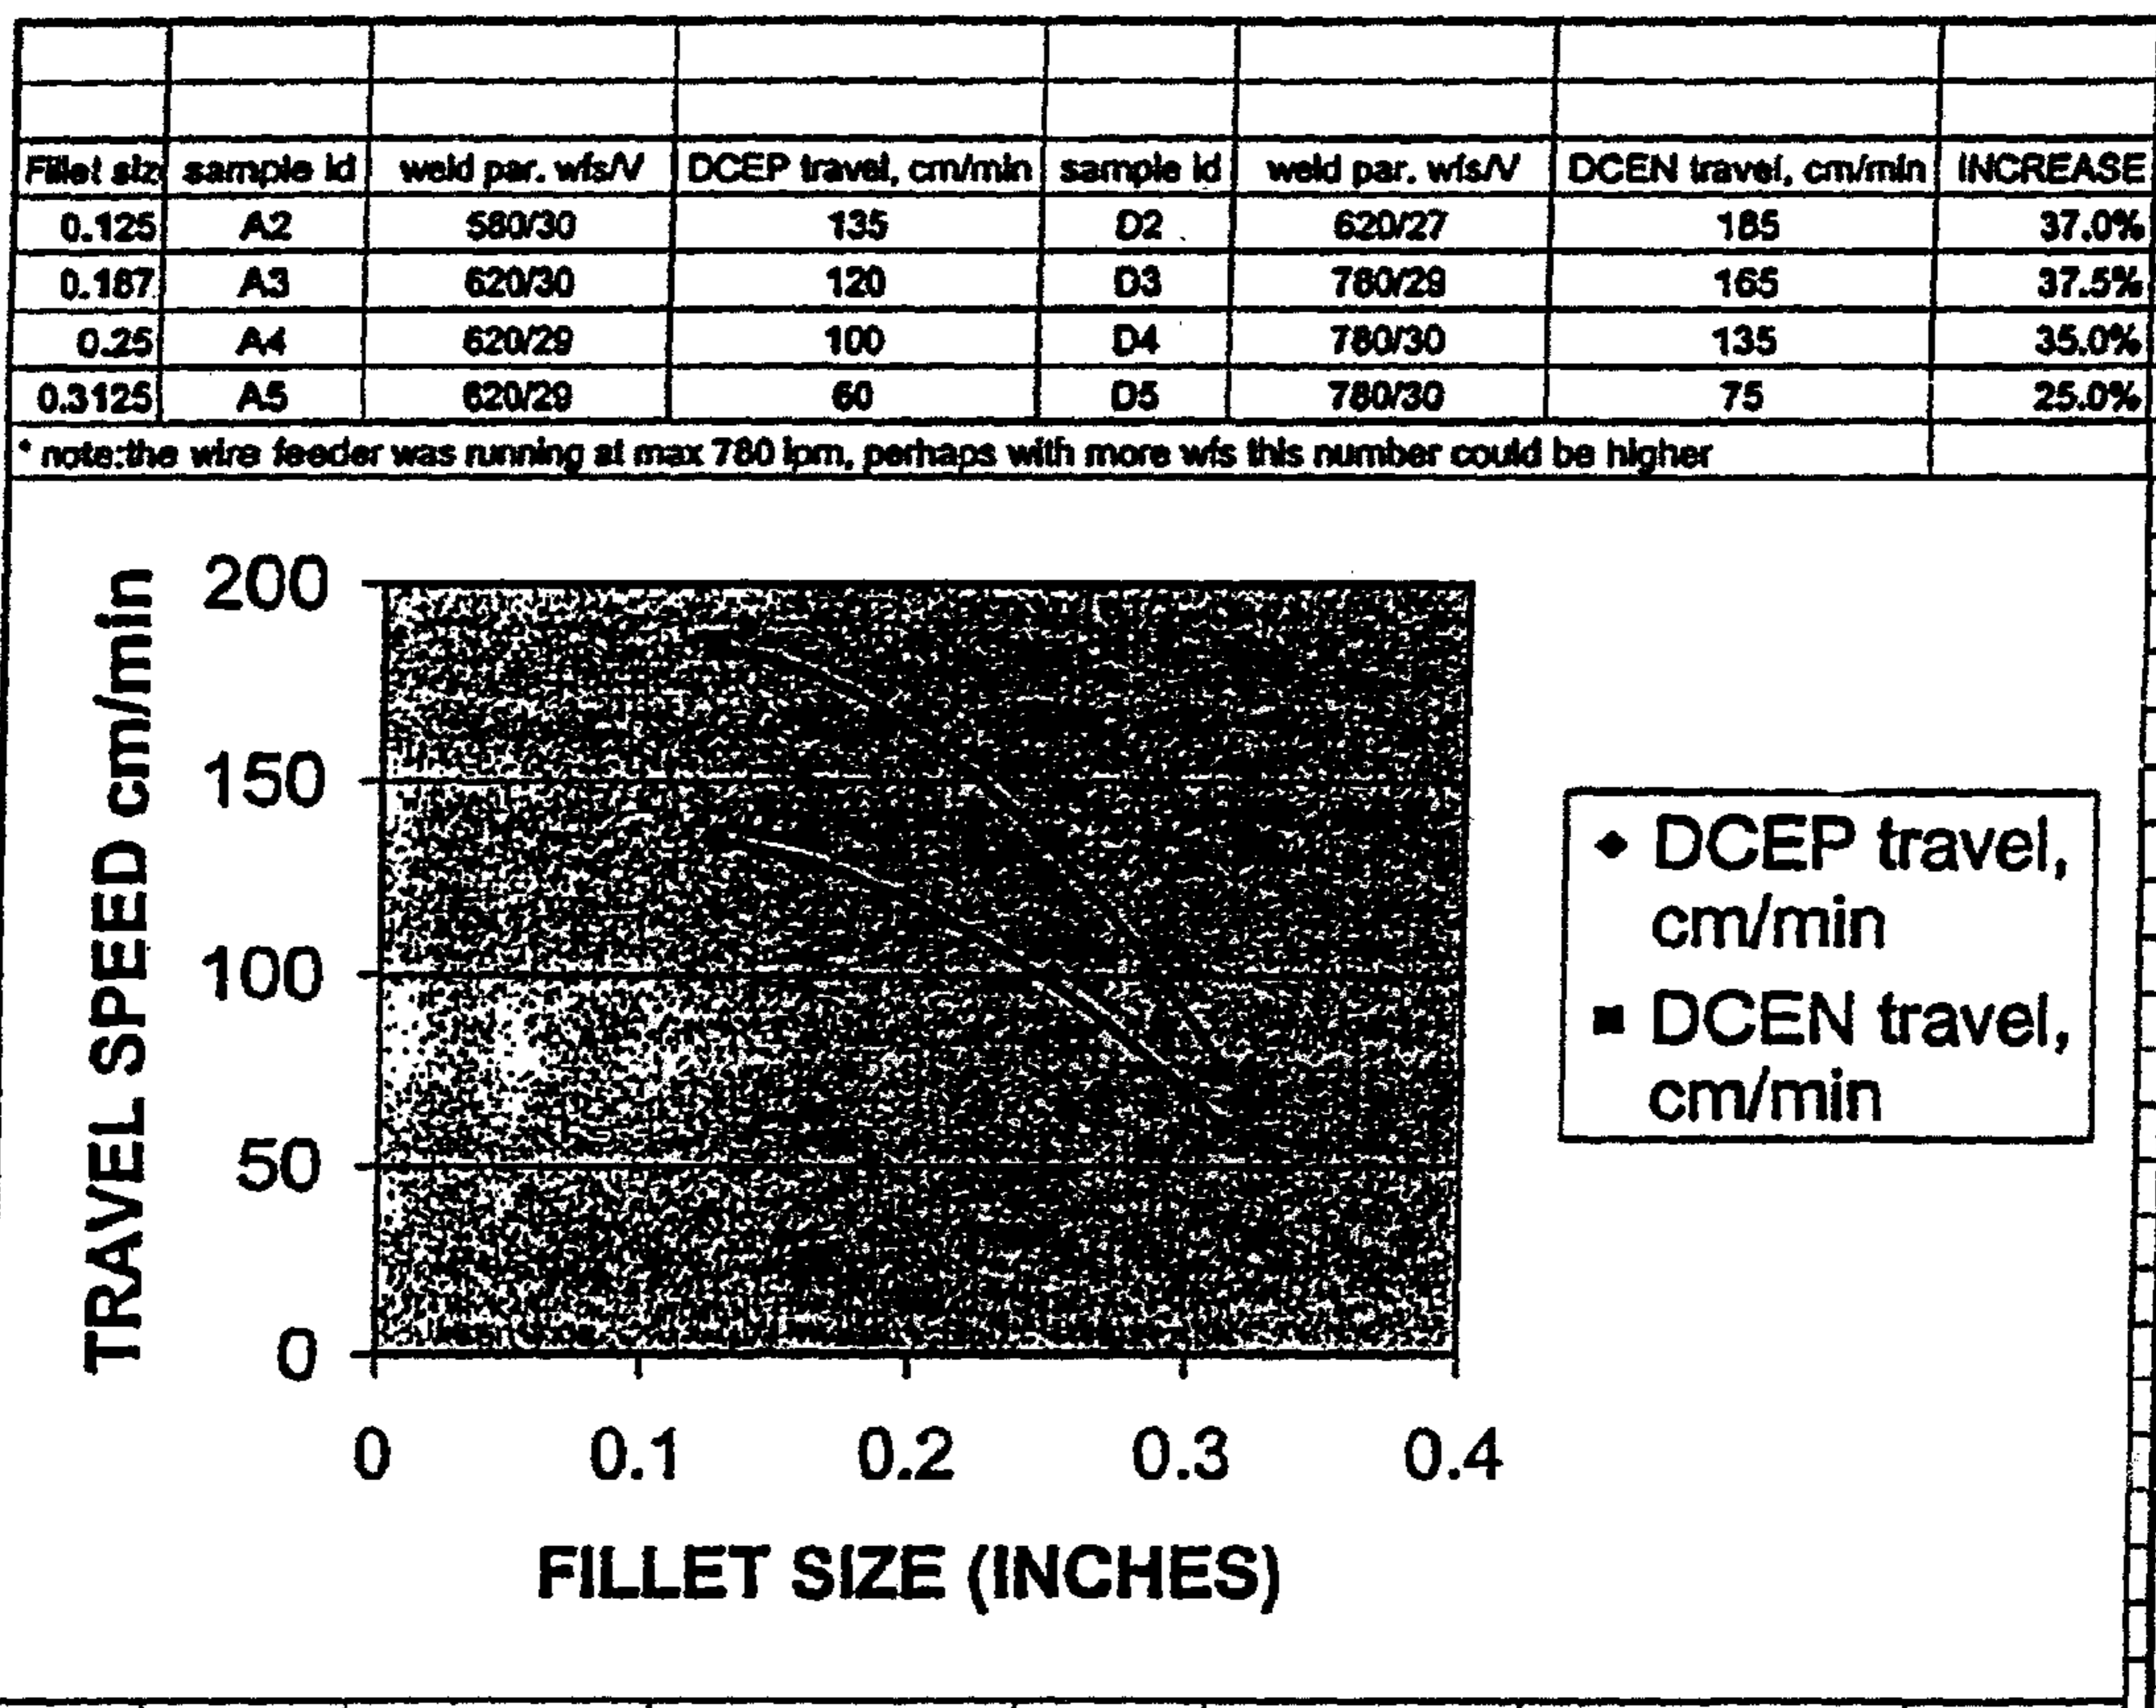 Fillet siz sample id weld par. wfs/V DCEP travel, cm/min sample id weld par. wfs/V DCEN travel, cm/min INCREASE
0.125 A2 580/30 135 D2 620/27 185 37.0%
0.187 A3 620/30 120 D3 780/29 165 37.5%
0.25 A4 620/29 100 D4 780/30 135 35.0%
0.3125 A5 620/29 60 D5 780/30 75 25.0%
* note:the wire feeder was running at max 780 ipm, perhaps with more wfs this number could be higher
TRAVEL SPEED cm/min
200
150
100
50
0
0 0.1 0.2 0.3 0.4
FILLET SIZE (INCHES)
DCEP travel,
cm/min
DCEN travel,
cm/min